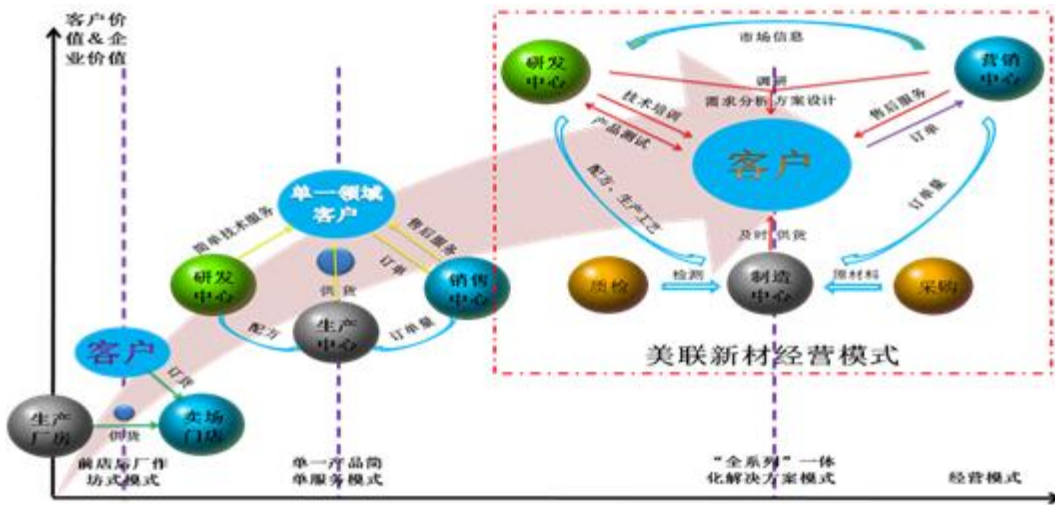 客户价
值&企
业价值
市场信息
研发
中心
营销
中心
调研
需求分析 方案设计
技术培训
产品测试
售后服务
订单
客户
配方、生产工艺
订单量
及时 供货
质检
检测
制造
中心
原材料
采购
美联新材经营模式
单一领域
客户
简单技术服务
售后服务
订单
研发
中心
供 货
销售
中心
配方
生产
中心
订单量
客户
订货
生产
厂房
供货
卖场
门店
前店后厂作
坊式模式
单一产品简
单服务模式
“全系列”一体
化解决方案模式
经营模式